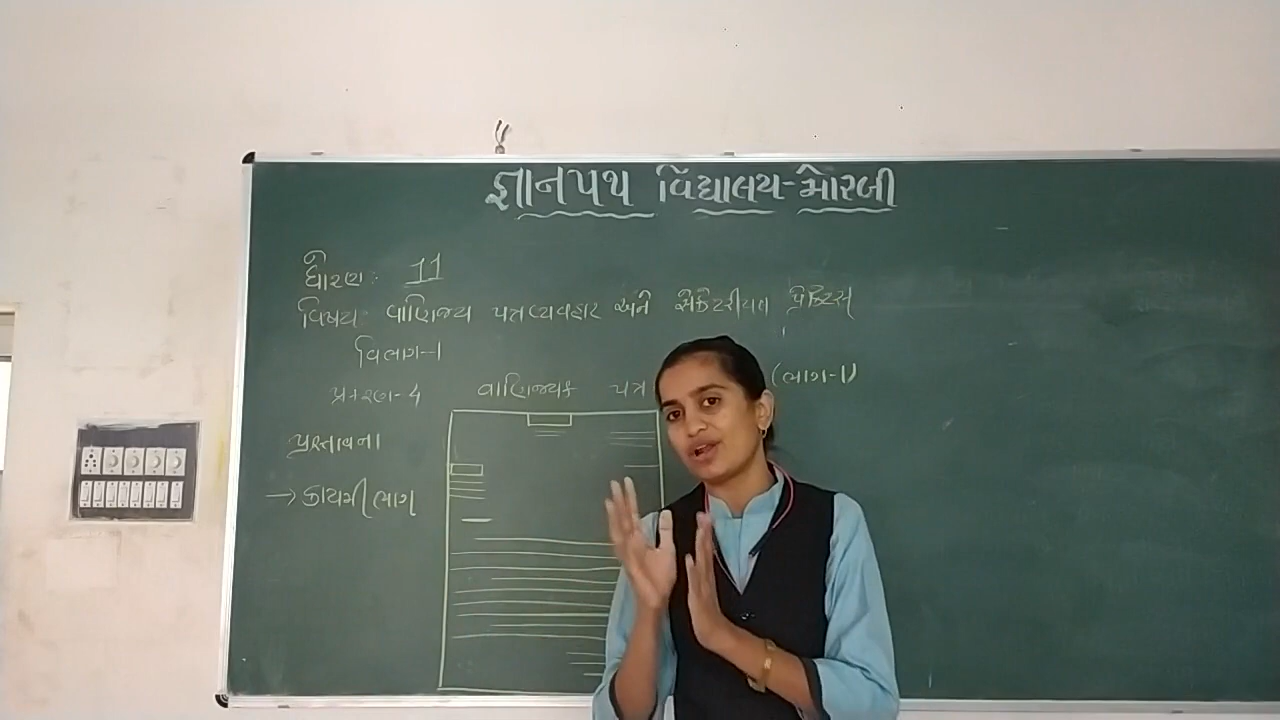 જ્ઞાનપથ વિદ્યાલય-મોરબી
ધોરણ: 11
વિષય: વાણિજ્ય પત્રવ્યવહાર અને સેક્રેટરીયલ પ્રેક્ટિસ
વિભાગ-1
પ્રકરણ-4 વાણિજ્યક પત્ર (ભાગ-1)
પ્રસ્તાવના
→ કાયમી ભાગ